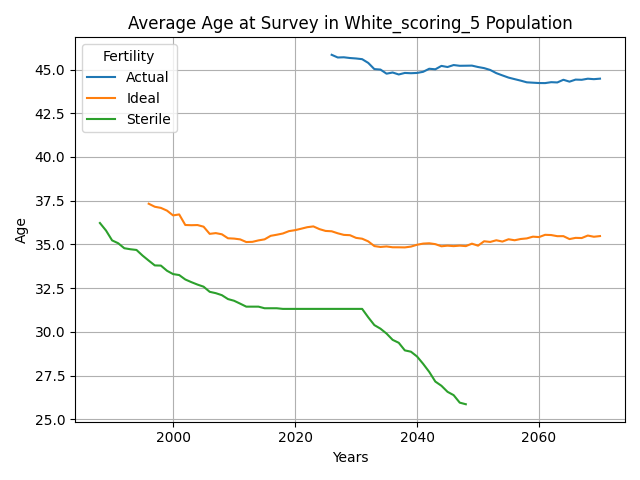 Average Age at Survey in White_scoring_5 Population
Fertility
Actual
Ideal
Sterile
45.0
42.5
40.0
37.5
35.0
32.5
30.0
27.5
25.0
Age
2000
2020
2040
2060
Years